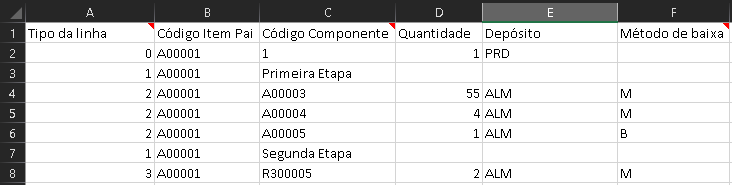 A B C D E F
1 Tipo da linha Código Item Pai Código Componente Quantidade Depósito Método de baixa
2 0 A00001 1 1 PRD
3 1 A00001 Primeira Etapa
4 2 A00001 A00003 55 ALM M
5 2 A00001 A00004 4 ALM M
6 2 A00001 A00005 1 ALM B
7 1 A00001 Segunda Etapa
8 3 A00001 R300005 2 ALM M